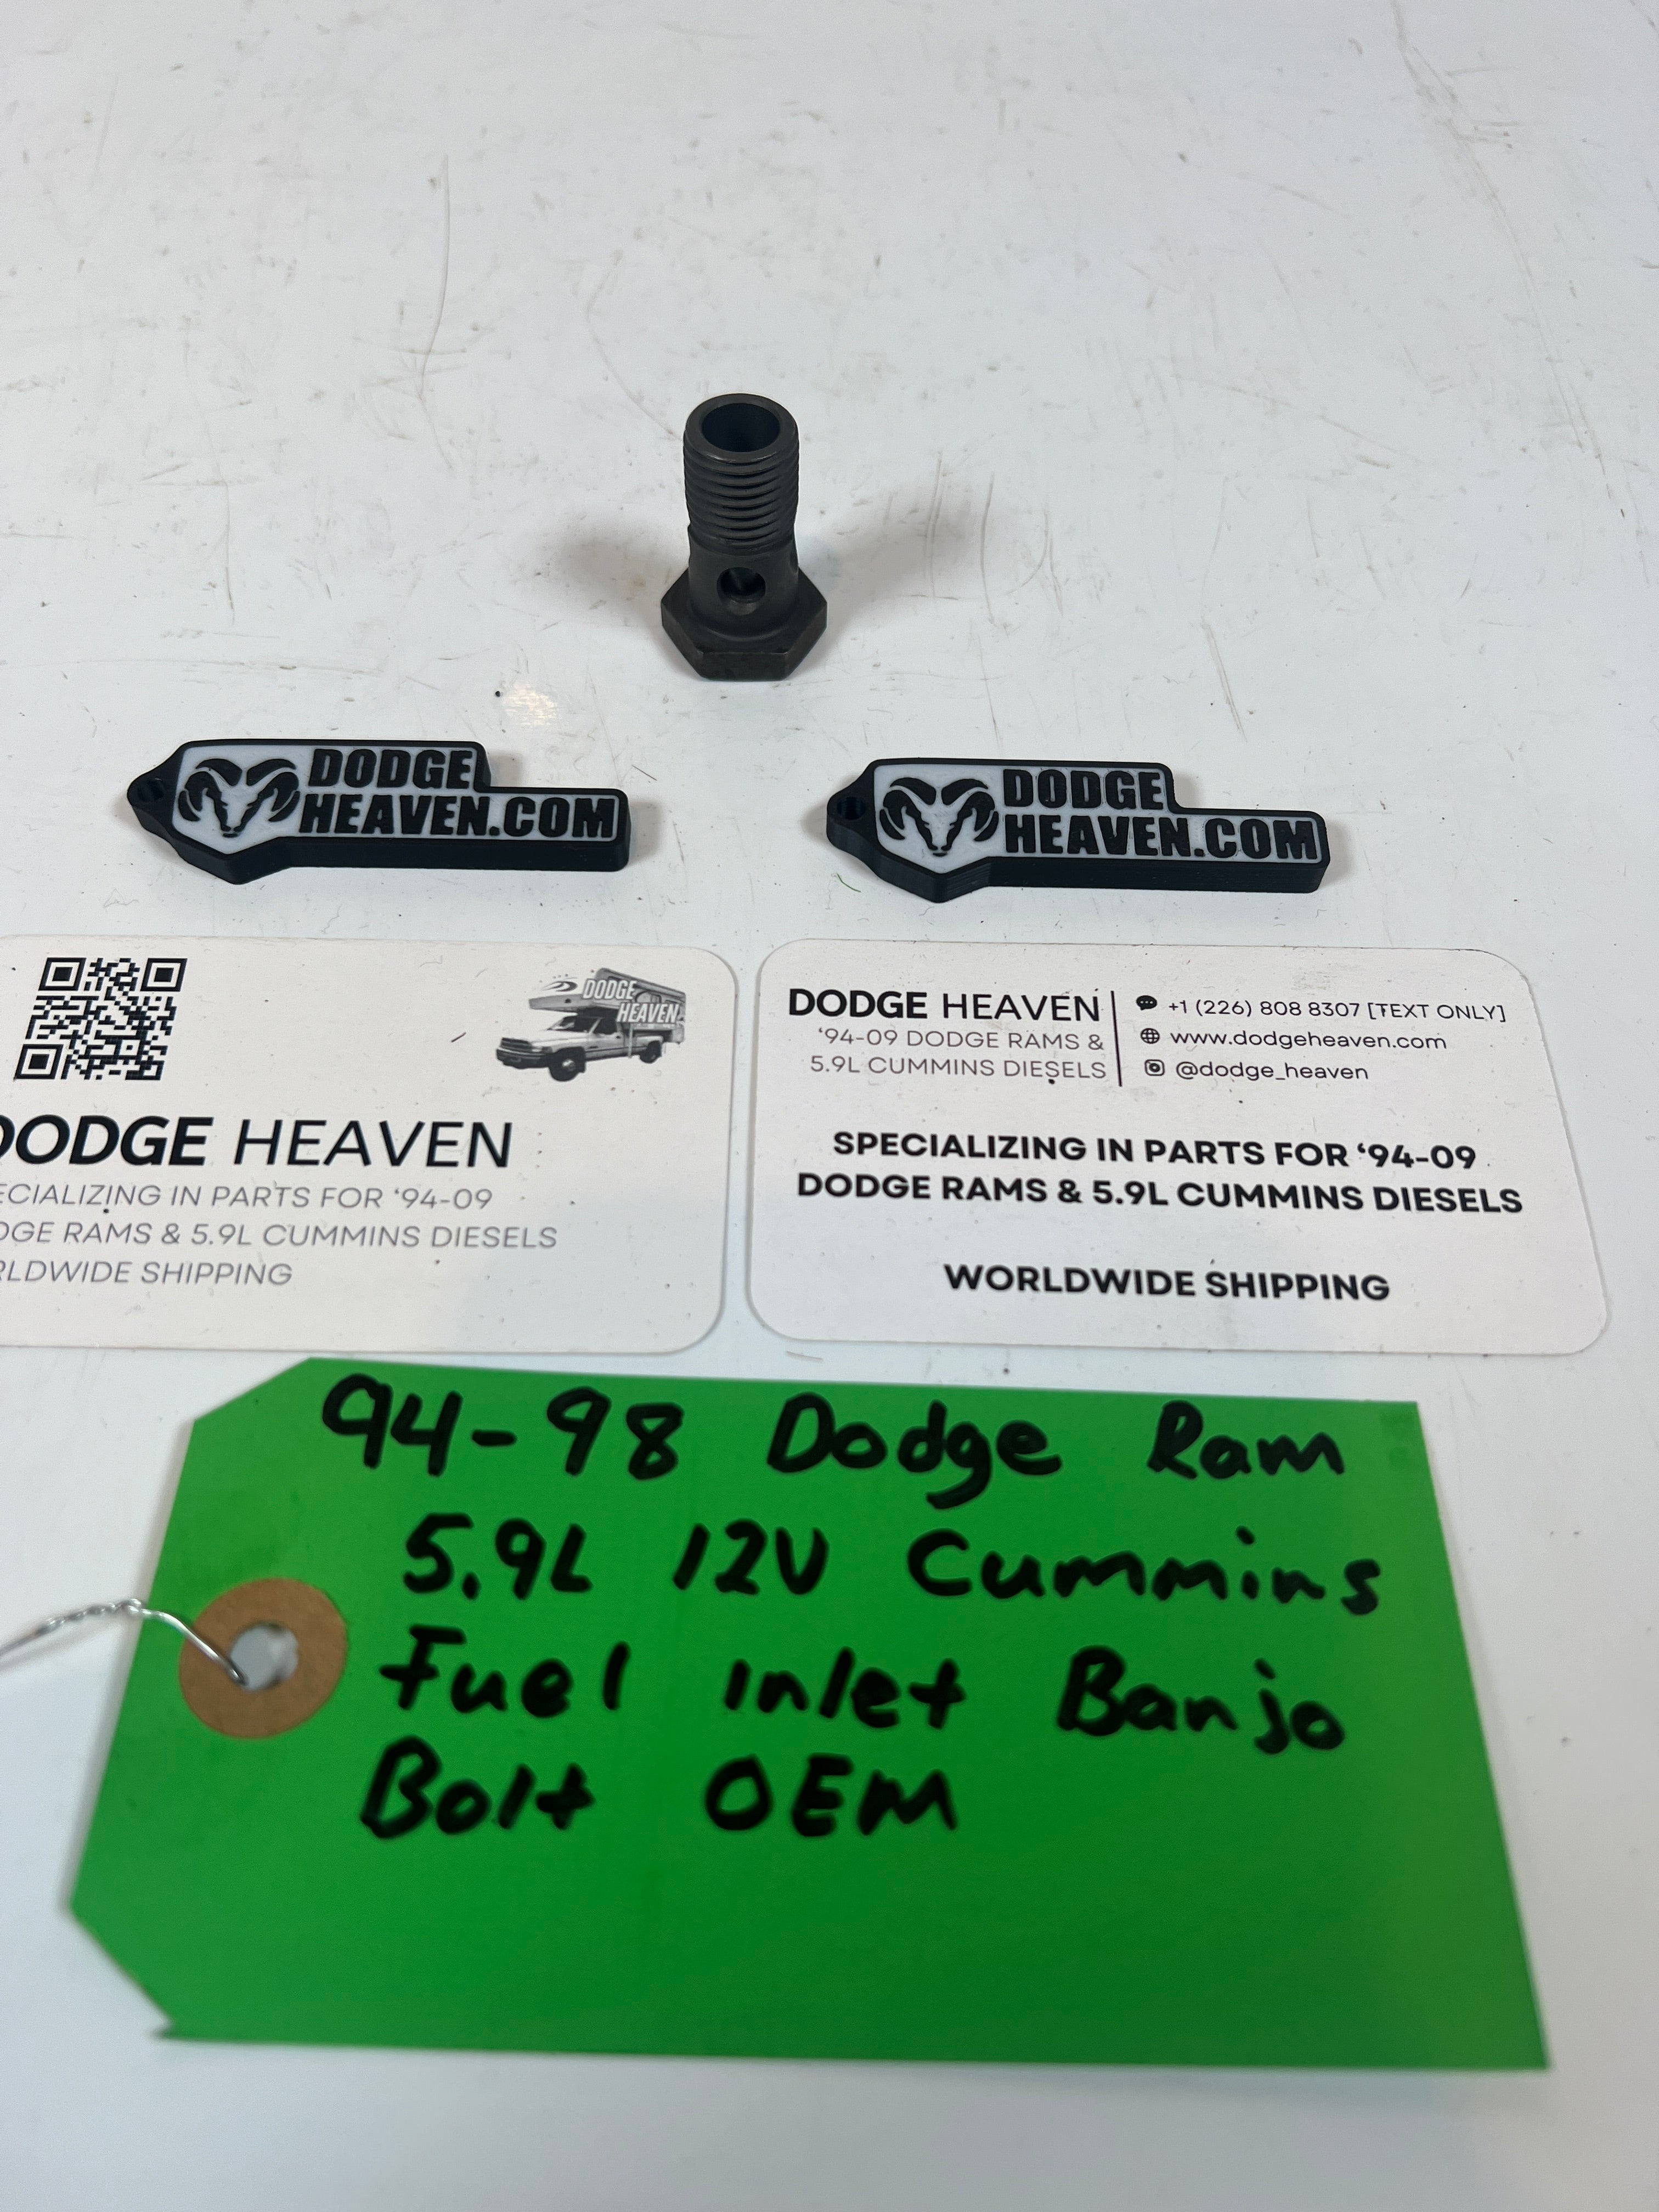 DODGE
HEAVEN.COM
DODGE
HEAVEN.COM
DODGE
HEAVEN
DODGE HEAVEN
ECIALIZING IN PARTS FOR ‘94-09
DGE RAMS & 5.9L CUMMINS DIESELS
RLDWIDE SHIPPING
DODGE HEAVEN
‘94-09 DODGE RAMS &
5.9L CUMMINS DIESELS
+1 (226) 808 8307 [TEXT ONLY]
www.dodgeheaven.com
@dodge_heaven
SPECIALIZING IN PARTS FOR ‘94-09
DODGE RAMS & 5.9L CUMMINS DIESELS
WORLDWIDE SHIPPING
94-98 Dodge Ram
5.9L 12V Cummins
Fuel Inlet Banjo
Bolt OEM